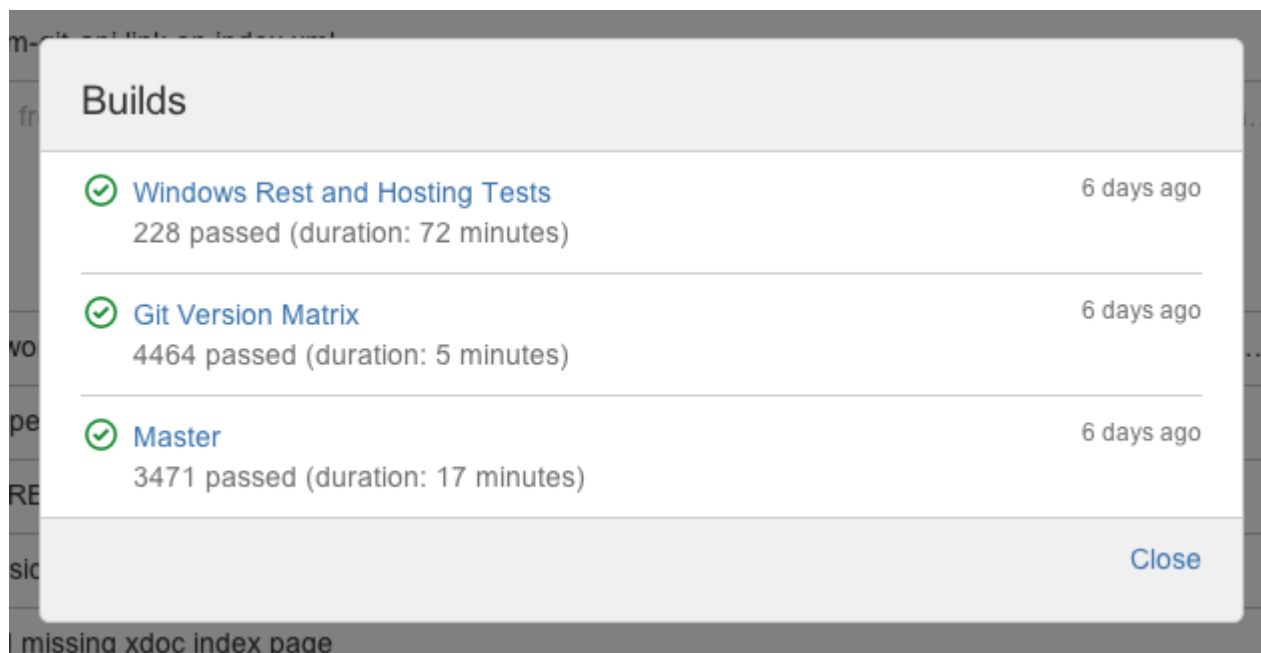 Builds
Windows Rest and Hosting Tests
6 days ago
228 passed (duration: 72 minutes)
Git Version Matrix
6 days ago
4464 passed (duration: 5 minutes)
Master
6 days ago
3471 passed (duration: 17 minutes)
Close
missing xdoc index page